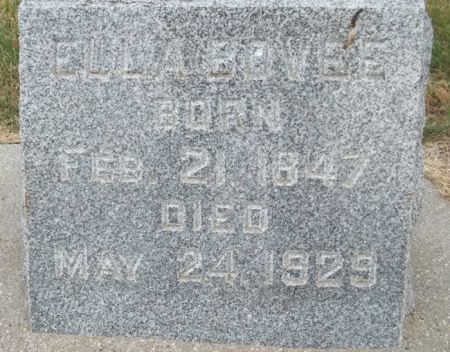 ELLA BOVEE
BORN
FEB. 21, 1847
DIED
MAY 24, 1929